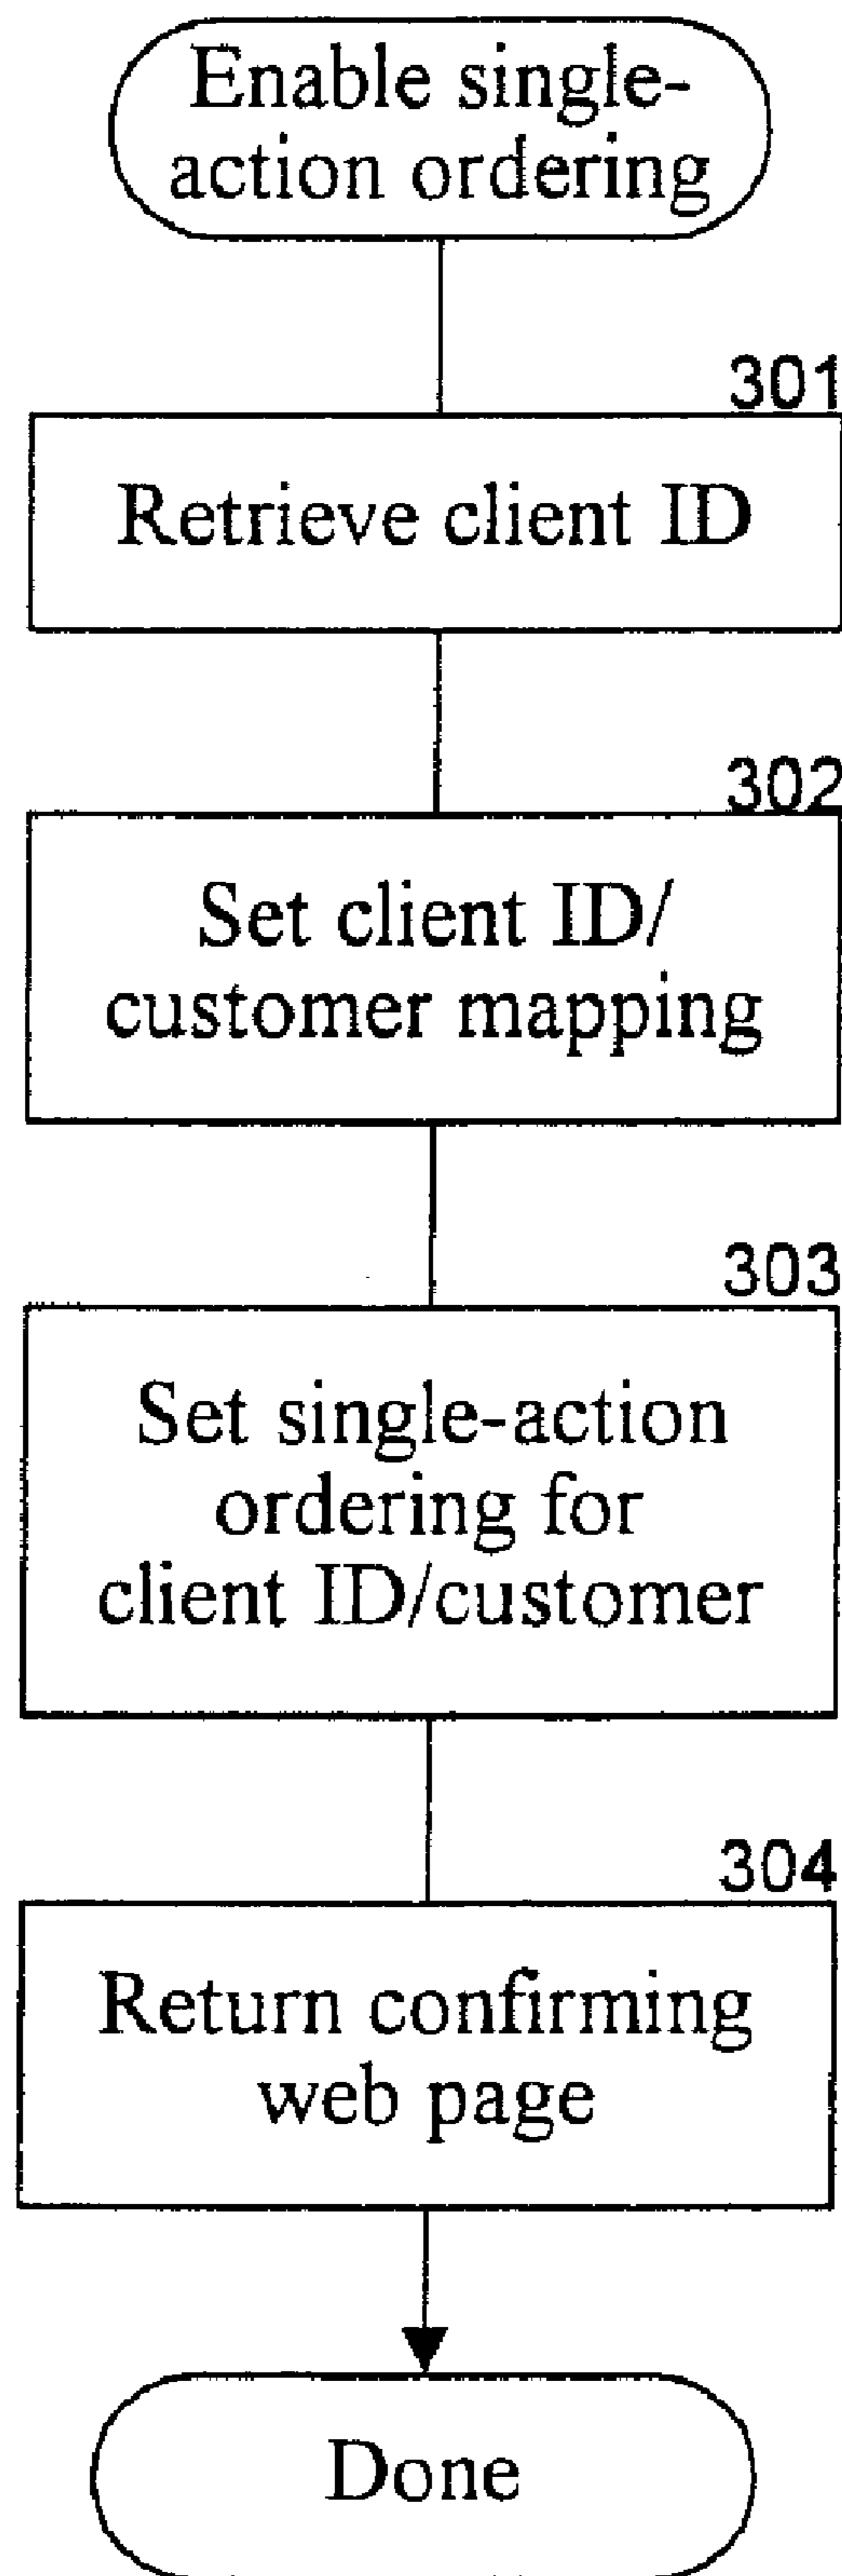 Enable single-
action ordering
301
Retrieve client ID
302
Set client ID/
customer mapping
303
Set single-action
ordering for
client ID/customer
304
Return confirming
web page
Done